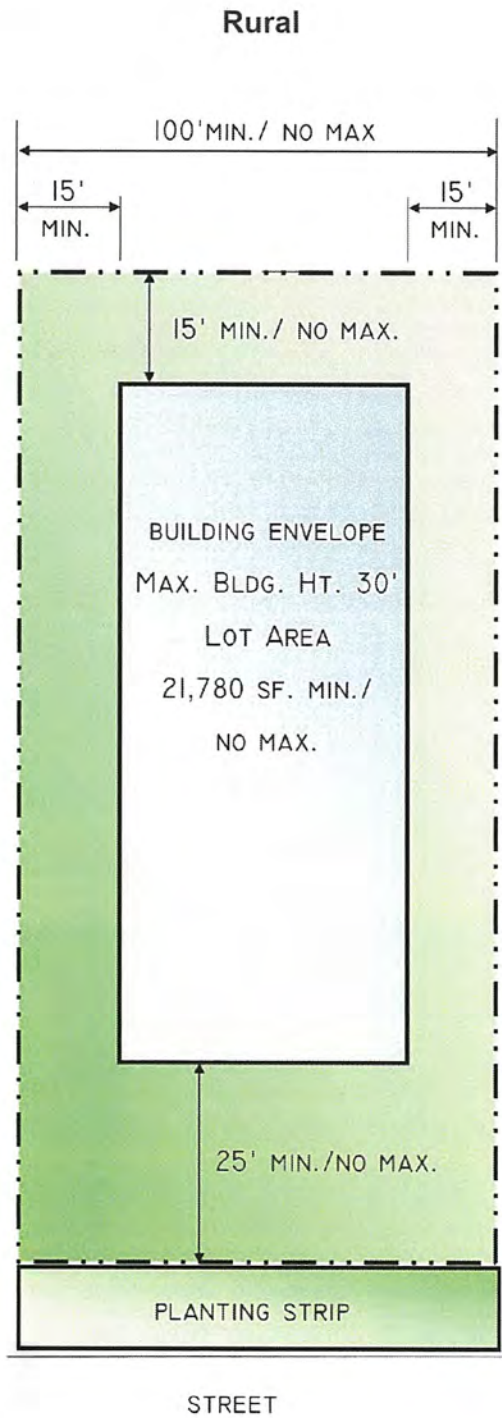 Rural
100'MIN./ NO MAX
15'
MIN.
15'
MIN.
15' MIN./ NO MAX.
BUILDING ENVELOPE
MAX. BLDG. HT. 30'
LOT AREA
21,780 SF. MIN./
NO MAX.
25' MIN./NO MAX.
PLANTING STRIP
STREET